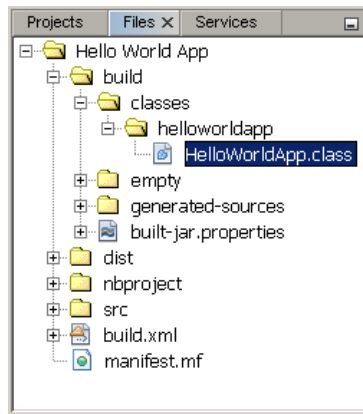 Projects Files Services
Hello World App
build
classes
helloworldapp
HelloWorldApp.class
empty
generated-sources
built-jar.properties
dist
nbproject
src
build.xml
manifest.mf